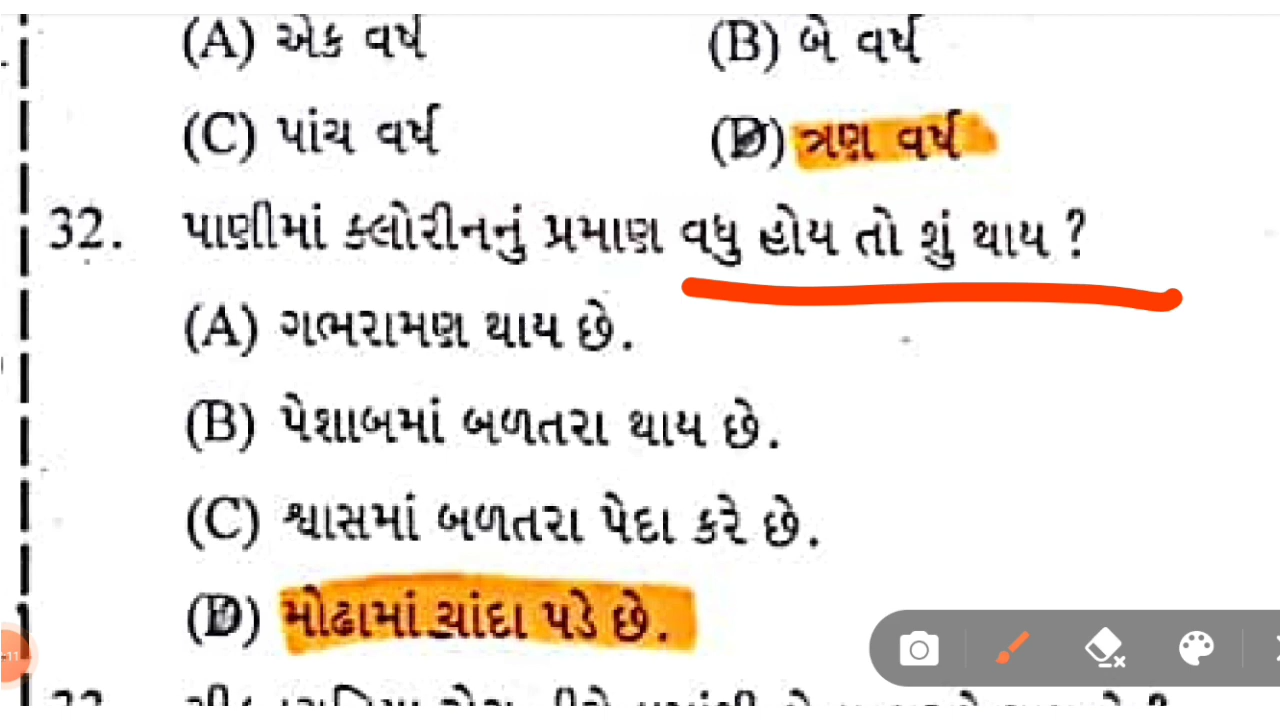 (A) એક વર્ષ (B) બે વર્ષ
(C) પાંચ વર્ષ (D) ત્રણ વર્ષ
32. પાણીમાં ક્લોરીનનું પ્રમાણ વધુ હોય તો શું થાય ?
(A) ગભરામણ થાય છે.
(B) પેશાબમાં બળતરા થાય છે.
(C) શ્વાસમાં બળતરા પેદા કરે છે.
(D) મોઢામાં ચાંદા પડે છે.